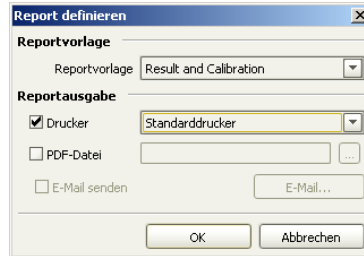 Report definieren
Reportvorlage
Reportvorlage Result and Calibration
Reportausgabe
Drucker Standarddrucker
PDF-Datei ...
E-Mail senden E-Mail...
OK Abbrechen